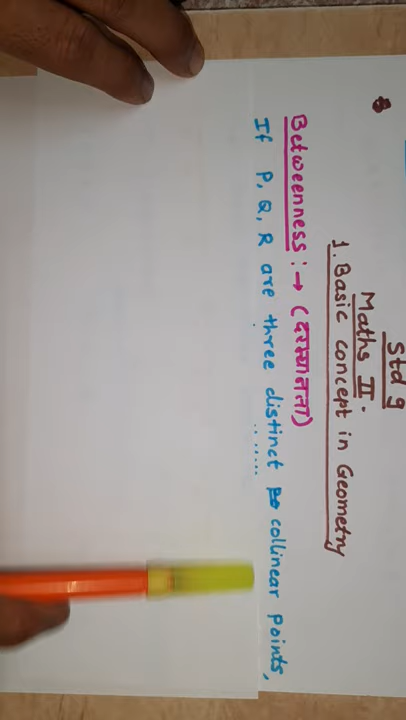 Std 9
Maths II.
1. Basic concept in Geometry
Betweenness :→ (दरम्यानता)
If P, Q, R are three distinct collinear points,